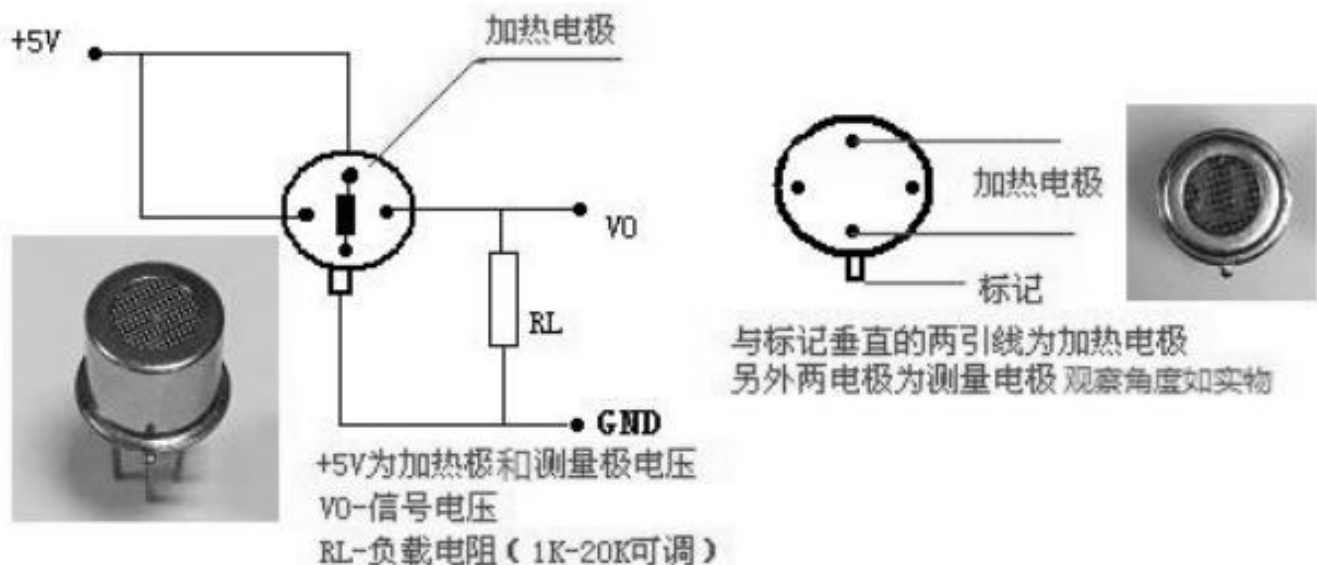 +5V
加热电极
VO
RL
GND
+5V为加热极和测量极电压
VO-信号电压
RL-负载电阻（1K-20K可调）
加热电极
标记
与标记垂直的两引线为加热电极
另外两电极为测量电极 观察角度如实物